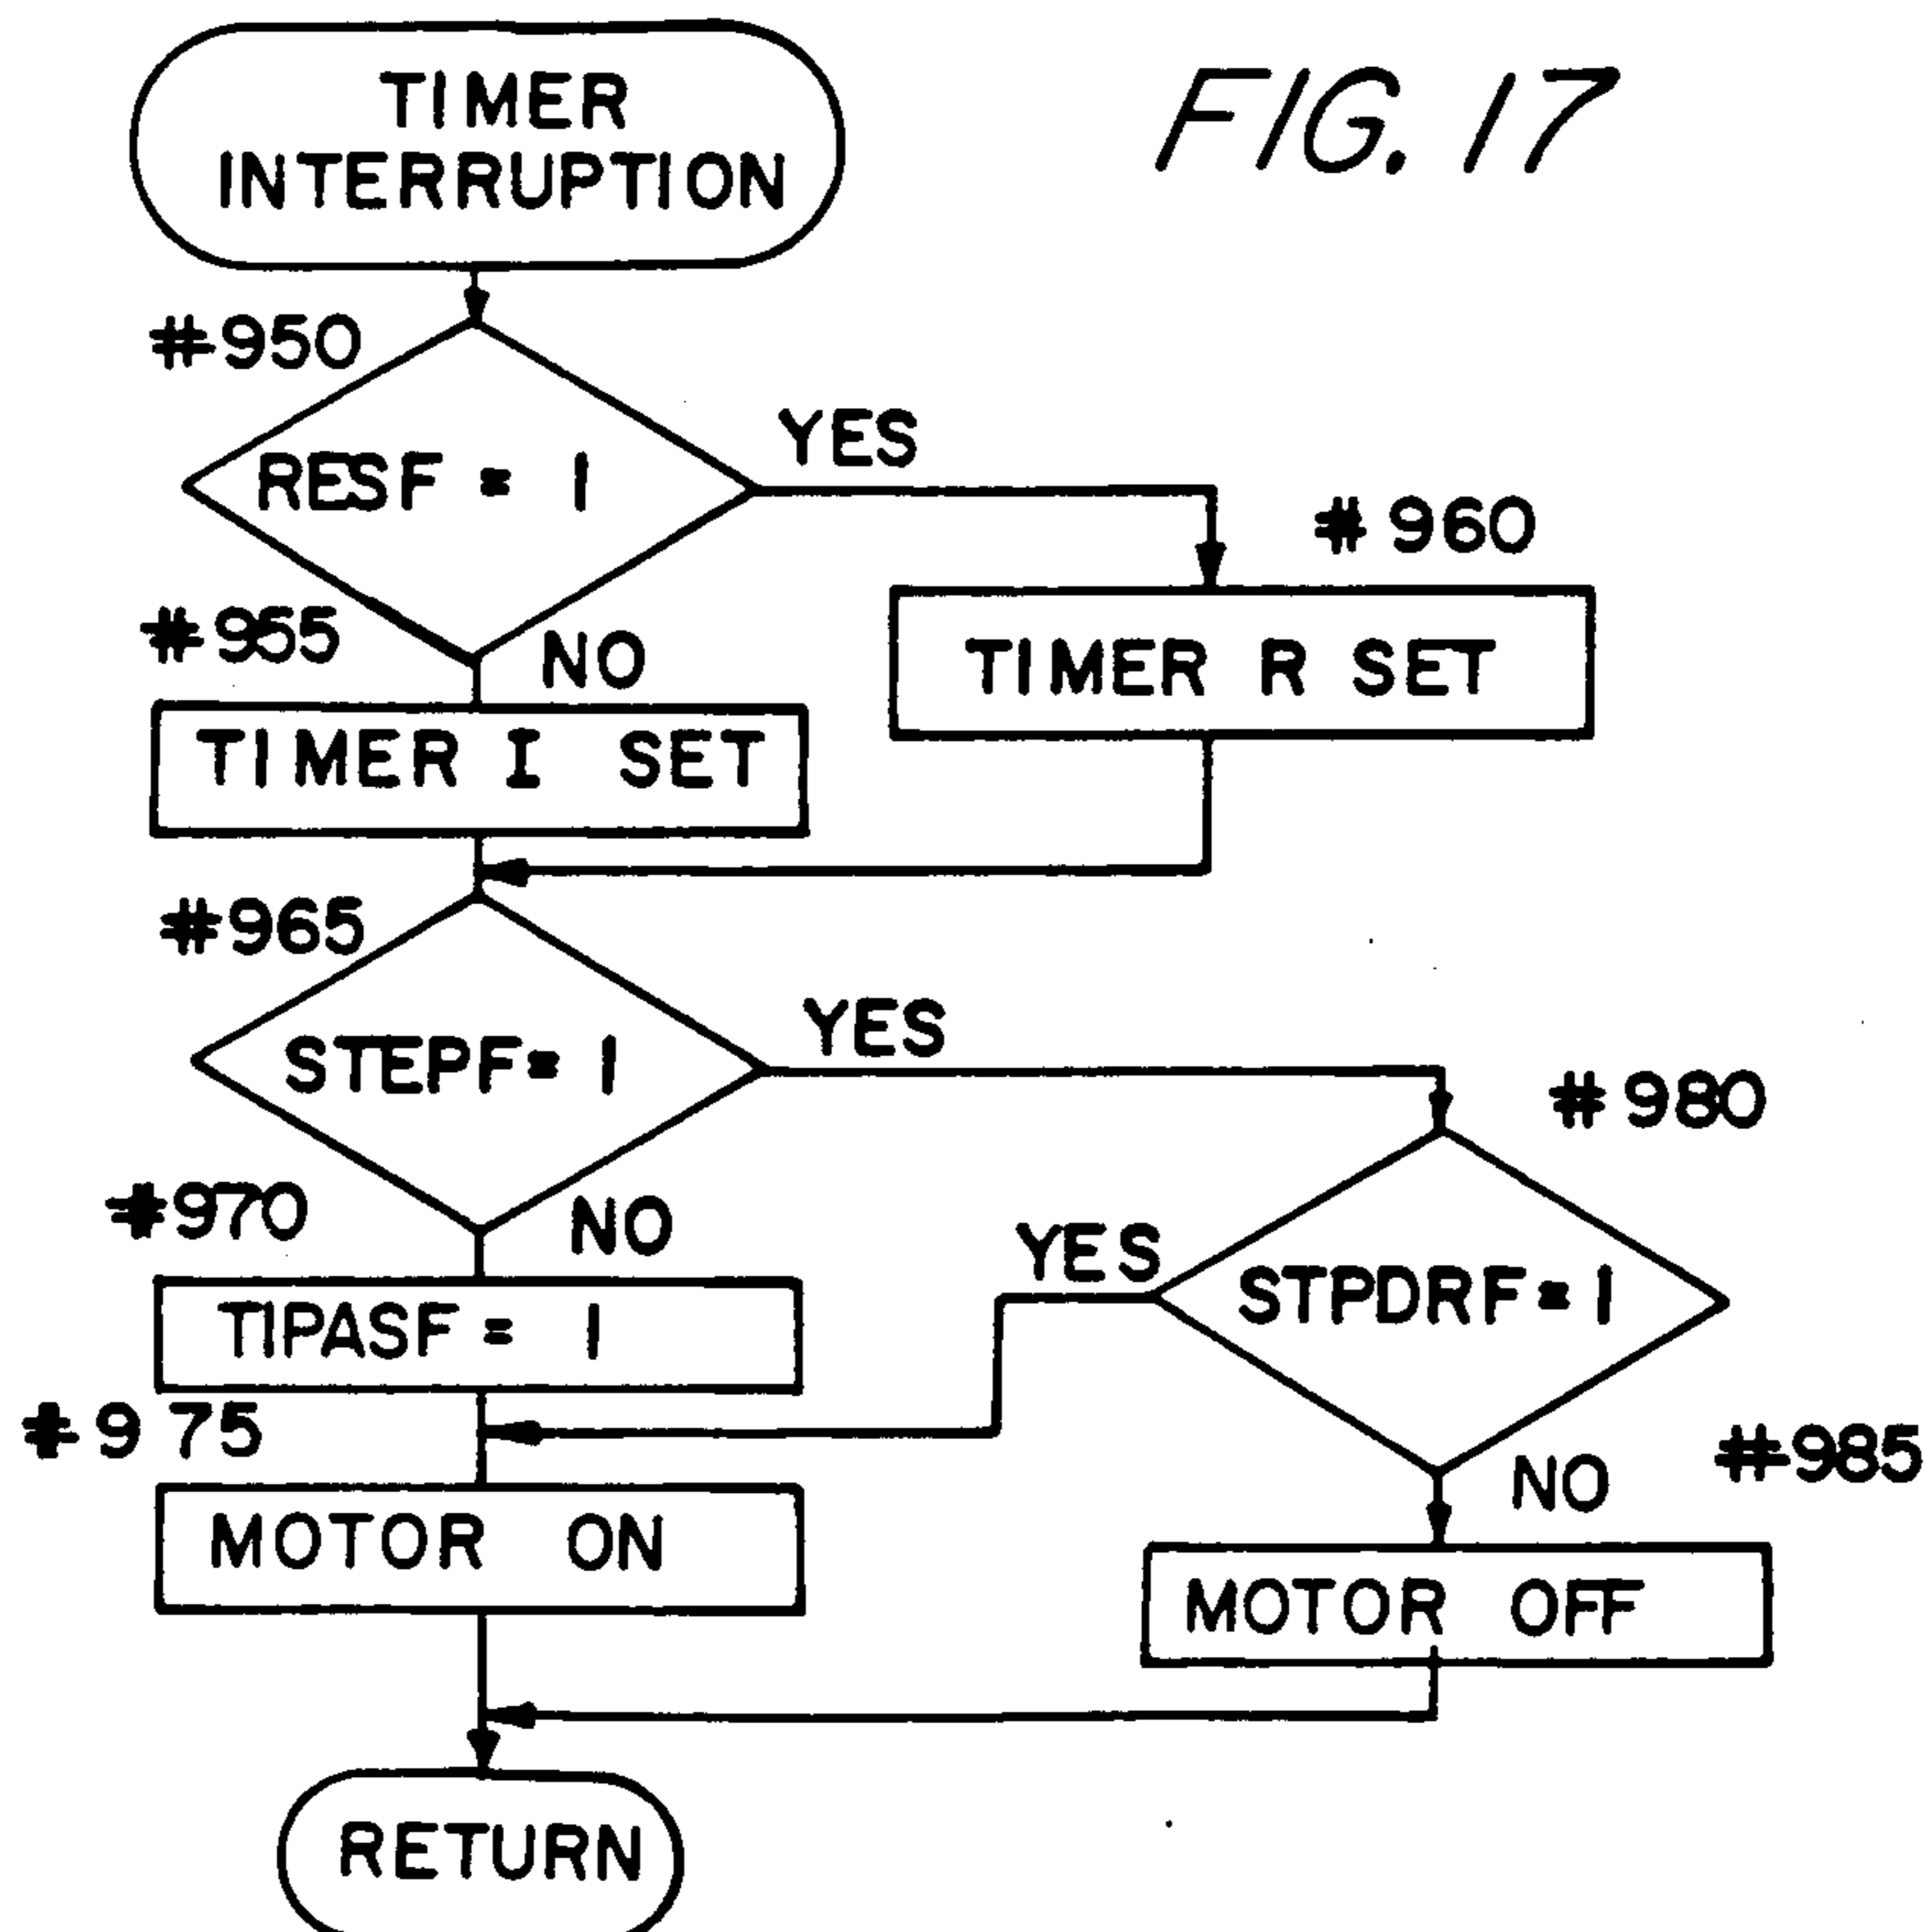 TIMER
INTERRUPTION
FIG. 17
#950
RESF = 1
YES
#960
TIMER R SET
#955
NO
TIMER I SET
#965
STEPF = 1
YES
#980
STPDRF = 1
YES
#970
NO
TIPASF = 1
#975
MOTOR ON
NO
#985
MOTOR OFF
RETURN